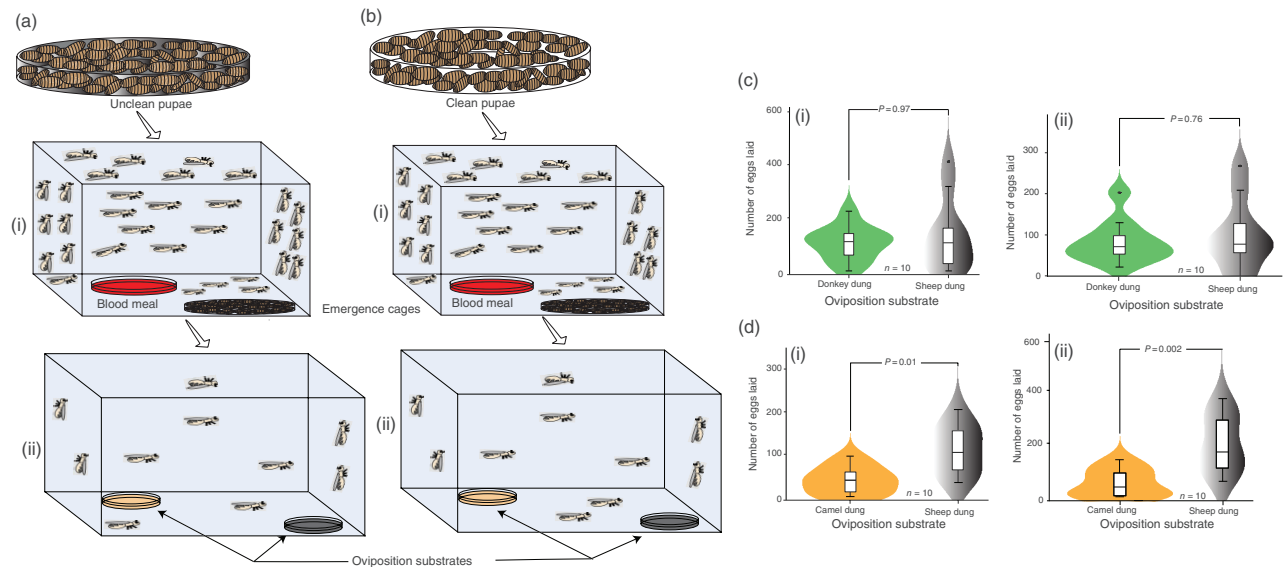 (a)
Unclean pupae
(i)
Blood meal
(ii)
(b)
Clean pupae
(i)
Blood meal
Emergence cages
(ii)
Oviposition substrates
(c)
(i)
P = 0.97
Number of eggs laid
600
400
200
0
n = 10
Donkey dung
Sheep dung
Oviposition substrate
(ii)
P = 0.76
Number of eggs laid
300
200
100
0
n = 10
Donkey dung
Sheep dung
Oviposition substrate
(d)
(i)
P = 0.01
Number of eggs laid
300
200
100
0
n = 10
Camel dung
Sheep dung
Oviposition substrate
(ii)
P = 0.002
Number of eggs laid
600
400
200
0
n = 10
Camel dung
Sheep dung
Oviposition substrate